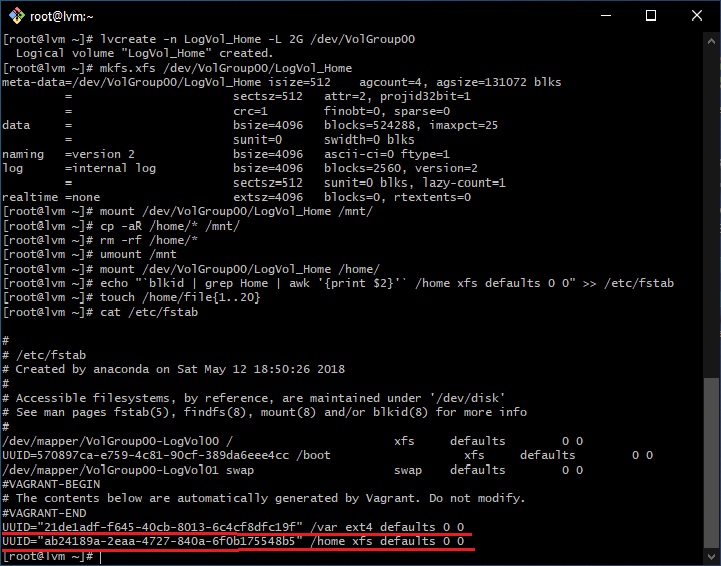 root@lvm:~
[root@lvm ~]# lvcreate -n LogVol_Home -L 2G /dev/VolGroup00
  Logical volume "LogVol_Home" created.
[root@lvm ~]# mkfs.xfs /dev/VolGroup00/LogVol_Home
meta-data=/dev/VolGroup00/LogVol_Home isize=512    agcount=4, agsize=131072 blks
         =                       sectsz=512   attr=2, projid32bit=1
         =                       crc=1        finobt=0, sparse=0
data     =                       bsize=4096   blocks=524288, imaxpct=25
         =                       sunit=0      swidth=0 blks
naming   =version 2              bsize=4096   ascii-ci=0 ftype=1
log      =internal log           bsize=4096   blocks=2560, version=2
         =                       sectsz=512   sunit=0 blks, lazy-count=1
realtime =none                   extsz=4096   blocks=0, rtextents=0
[root@lvm ~]# mount /dev/VolGroup00/LogVol_Home /mnt/
[root@lvm ~]# cp -aR /home/* /mnt/
[root@lvm ~]# rm -rf /home/*
[root@lvm ~]# umount /mnt
[root@lvm ~]# mount /dev/VolGroup00/LogVol_Home /home/
[root@lvm ~]# echo "`blkid | grep Home | awk '{print $2}'` /home xfs defaults 0 0" >> /etc/fstab
[root@lvm ~]# touch /home/file{1..20}
[root@lvm ~]# cat /etc/fstab

#
# /etc/fstab
# Created by anaconda on Sat May 12 18:50:26 2018
#
# Accessible filesystems, by reference, are maintained under '/dev/disk'
# See man pages fstab(5), findfs(8), mount(8) and/or blkid(8) for more info
#
/dev/mapper/VolGroup00-LogVol00 /                       xfs     defaults        0 0
UUID=570897ca-e759-4c81-90cf-389da6eee4cc /boot                   xfs     defaults        0 0
/dev/mapper/VolGroup00-LogVol01 swap                    swap    defaults        0 0
#VAGRANT-BEGIN
# The contents below are automatically generated by Vagrant. Do not modify.
#VAGRANT-END
UUID="21de1adf-f645-40cb-8013-6c4cf8dfc19f" /var ext4 defaults 0 0
UUID="ab24189a-2eaa-4727-840a-6f0b175548b5" /home xfs defaults 0 0
[root@lvm ~]#